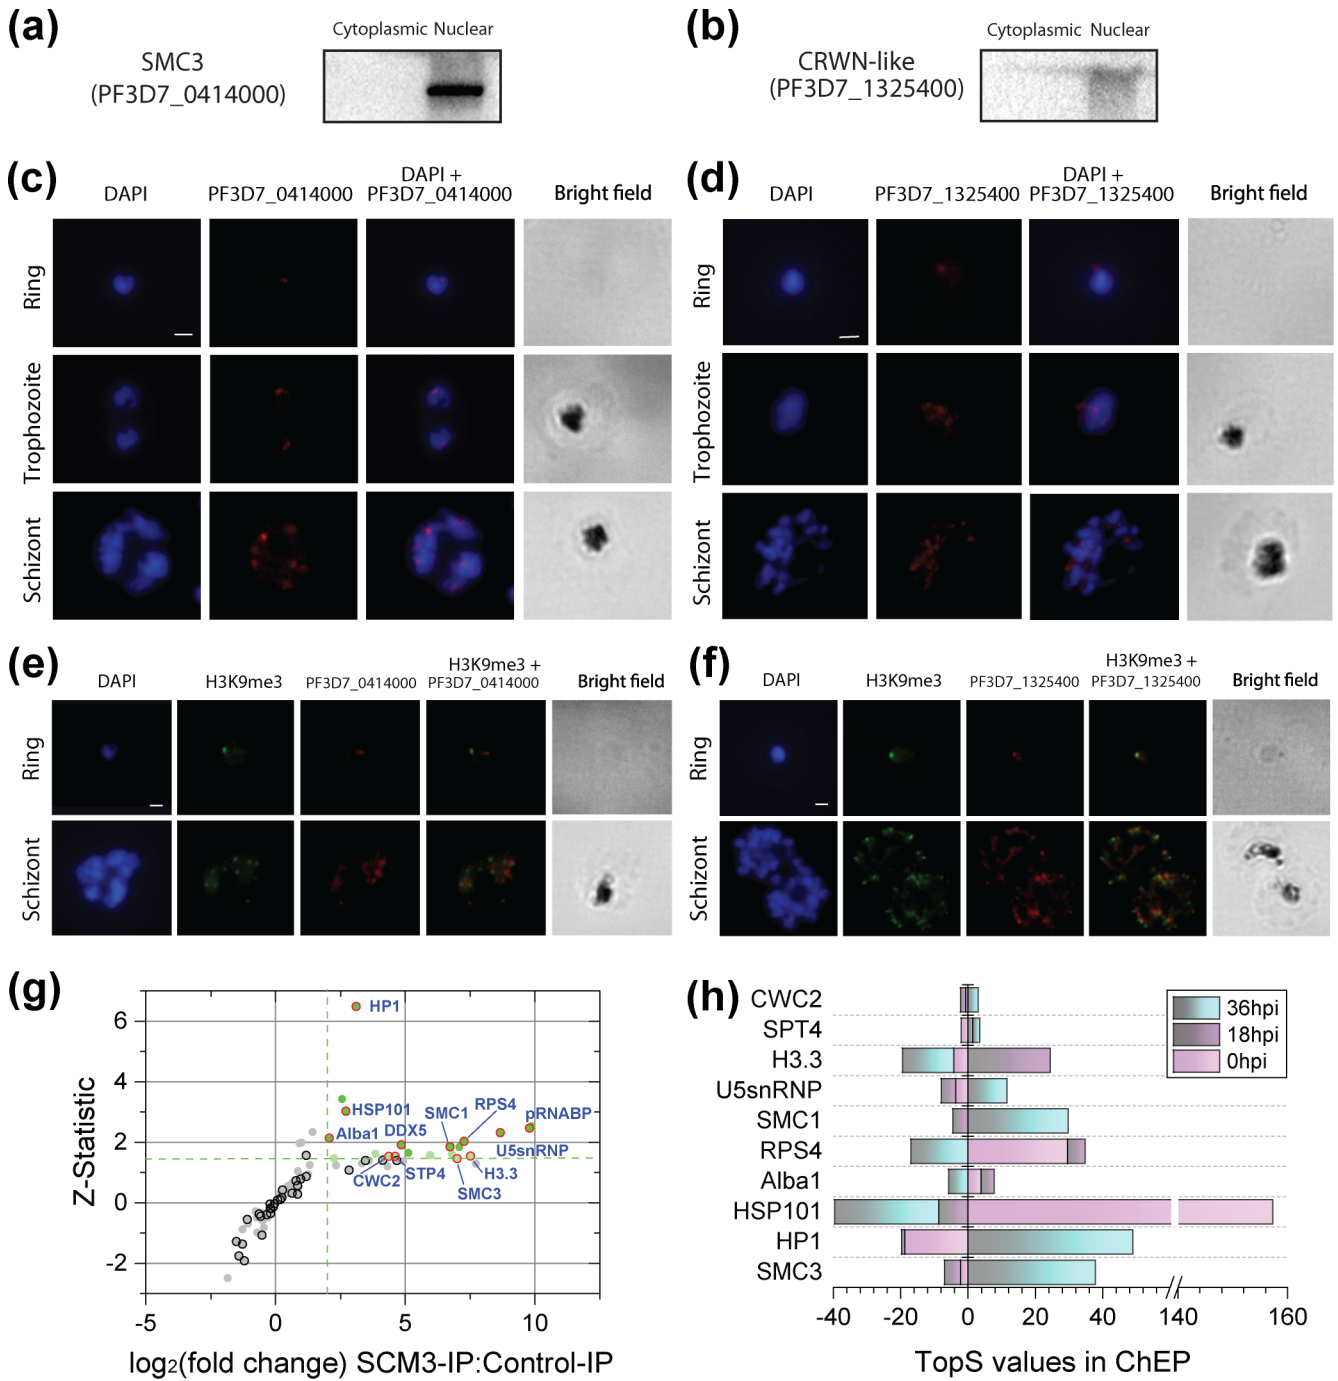 (a)
Cytoplasmic Nuclear
SMC3
(PF3D7_0414000)
(b)
Cytoplasmic Nuclear
CRWN-like
(PF3D7_1325400)
(c)
DAPI
PF3D7_0414000
DAPI +
PF3D7_0414000
Bright field
Ring
Trophozoite
Schizont
(d)
DAPI
PF3D7_1325400
DAPI +
PF3D7_1325400
Bright field
Ring
Trophozoite
Schizont
(e)
DAPI
H3K9me3
PF3D7_0414000
H3K9me3 +
PF3D7_0414000
Bright field
Ring
Schizont
(f)
DAPI
H3K9me3
PF3D7_1325400
H3K9me3 +
PF3D7_1325400
Bright field
Ring
Schizont
(g)
Z-Statistic
6
4
2
0
-2
HP1
HSP101
SMC1
RPS4
pRNABP
Alba1
DDX5
U5snRNP
CWC2
STP4
H3.3
SMC3
-5
0
5
10
log2(fold change) SCM3-IP:Control-IP
(h)
CWC2
SPT4
H3.3
U5snRNP
SMC1
RPS4
Alba1
HSP101
HP1
SMC3
36hpi
18hpi
0hpi
-40
-20
0
20
40
140
160
TopS values in ChEP